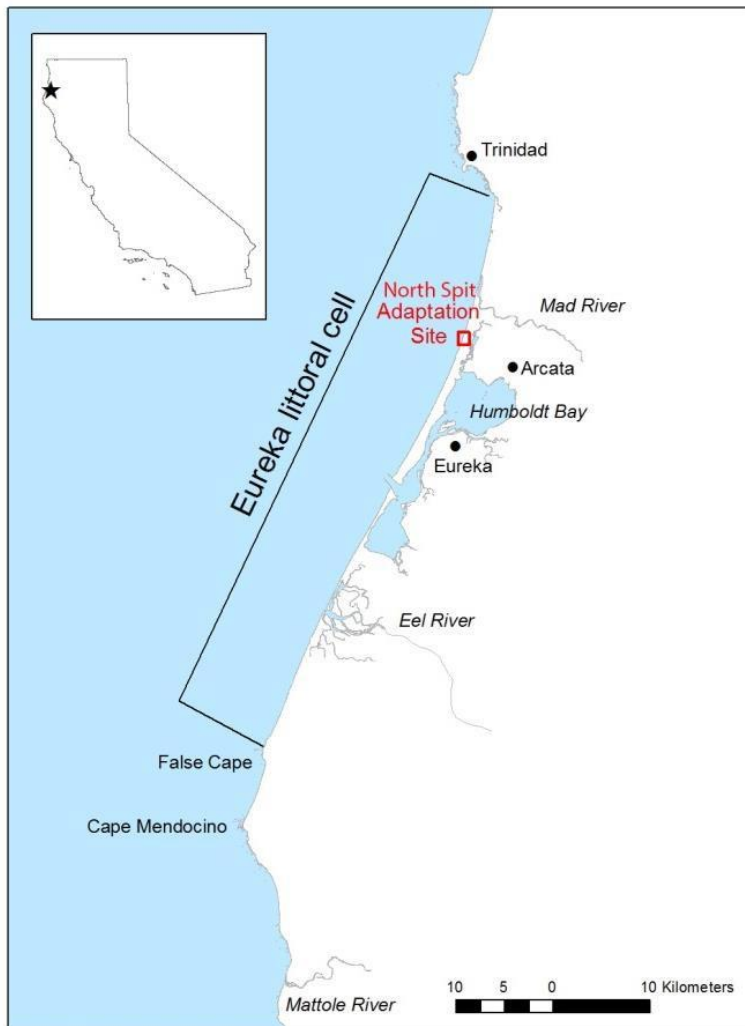 Trinidad
North Spit
Adaptation
Site
Mad River
Arcata
Humboldt Bay
Eureka
Eureka littoral cell
Eel River
False Cape
Cape Mendocino
Mattole River
10 5 0 10 Kilometers